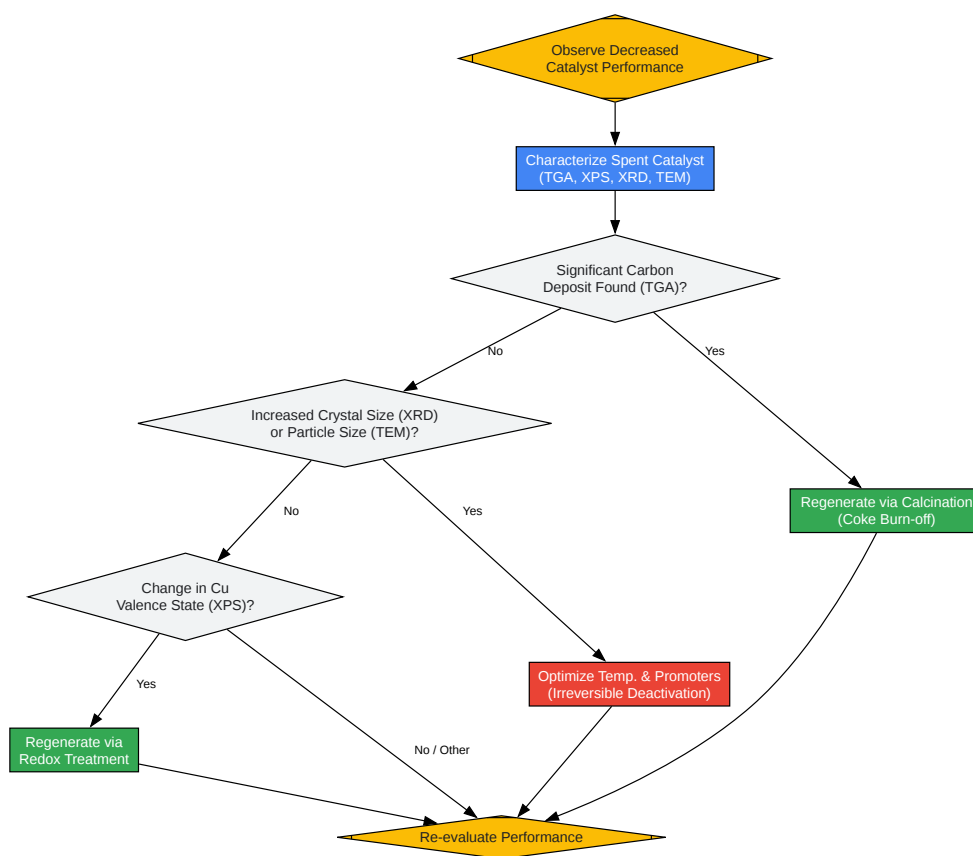 Observe Decreased
Catalyst Performance
Characterize Spent Catalyst
(TGA, XPS, XRD, TEM)
Significant Carbon
Deposit Found (TGA)?
No
Yes
Increased Crystal Size (XRD)
or Particle Size (TEM)?
No
Yes
Regenerate via Calcination
(Coke Burn-off)
Change in Cu
Valence State (XPS)?
Yes
No / Other
Optimize Temp. & Promoters
(Irreversible Deactivation)
Regenerate via
Redox Treatment
Re-evaluate Performance